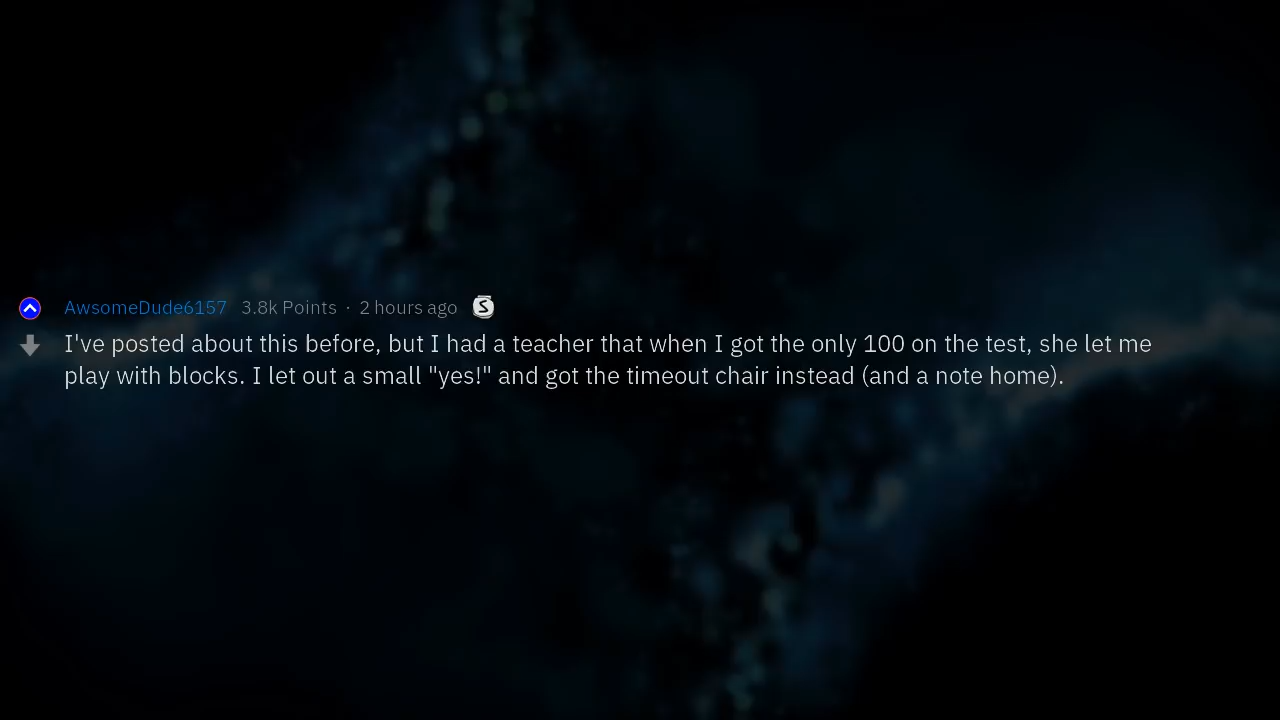 AwsomeDude6157 3.8k Points · 2 hours ago S
I've posted about this before, but I had a teacher that when I got the only 100 on the test, she let me
play with blocks. I let out a small "yes!" and got the timeout chair instead (and a note home).